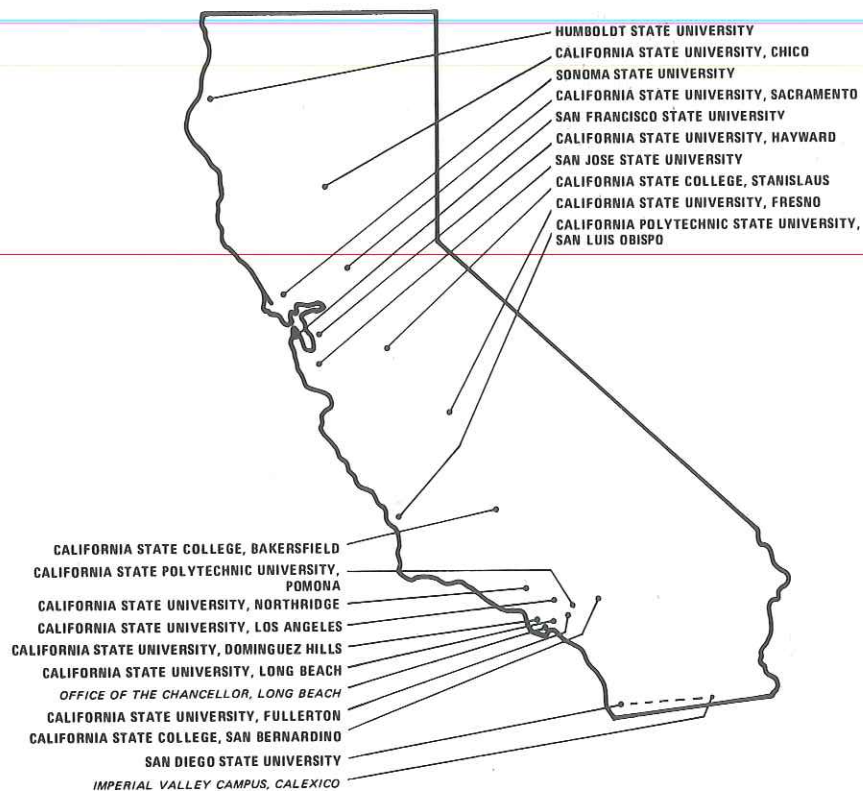 HUMBOLDT STATE UNIVERSITY
CALIFORNIA STATE UNIVERSITY, CHICO
SONOMA STATE UNIVERSITY
CALIFORNIA STATE UNIVERSITY, SACRAMENTO
SAN FRANCISCO STATE UNIVERSITY
CALIFORNIA STATE UNIVERSITY, HAYWARD
SAN JOSE STATE UNIVERSITY
CALIFORNIA STATE COLLEGE, STANISLAUS
CALIFORNIA STATE UNIVERSITY, FRESNO
CALIFORNIA POLYTECHNIC STATE UNIVERSITY,
SAN LUIS OBISPO
CALIFORNIA STATE COLLEGE, BAKERSFIELD
CALIFORNIA STATE POLYTECHNIC UNIVERSITY,
POMONA
CALIFORNIA STATE UNIVERSITY, NORTHRIDGE
CALIFORNIA STATE UNIVERSITY, LOS ANGELES
CALIFORNIA STATE UNIVERSITY, DOMINGUEZ HILLS
CALIFORNIA STATE UNIVERSITY, LONG BEACH
OFFICE OF THE CHANCELLOR, LONG BEACH
CALIFORNIA STATE UNIVERSITY, FULLERTON
CALIFORNIA STATE COLLEGE, SAN BERNARDINO
SAN DIEGO STATE UNIVERSITY
IMPERIAL VALLEY CAMPUS, CALEXICO